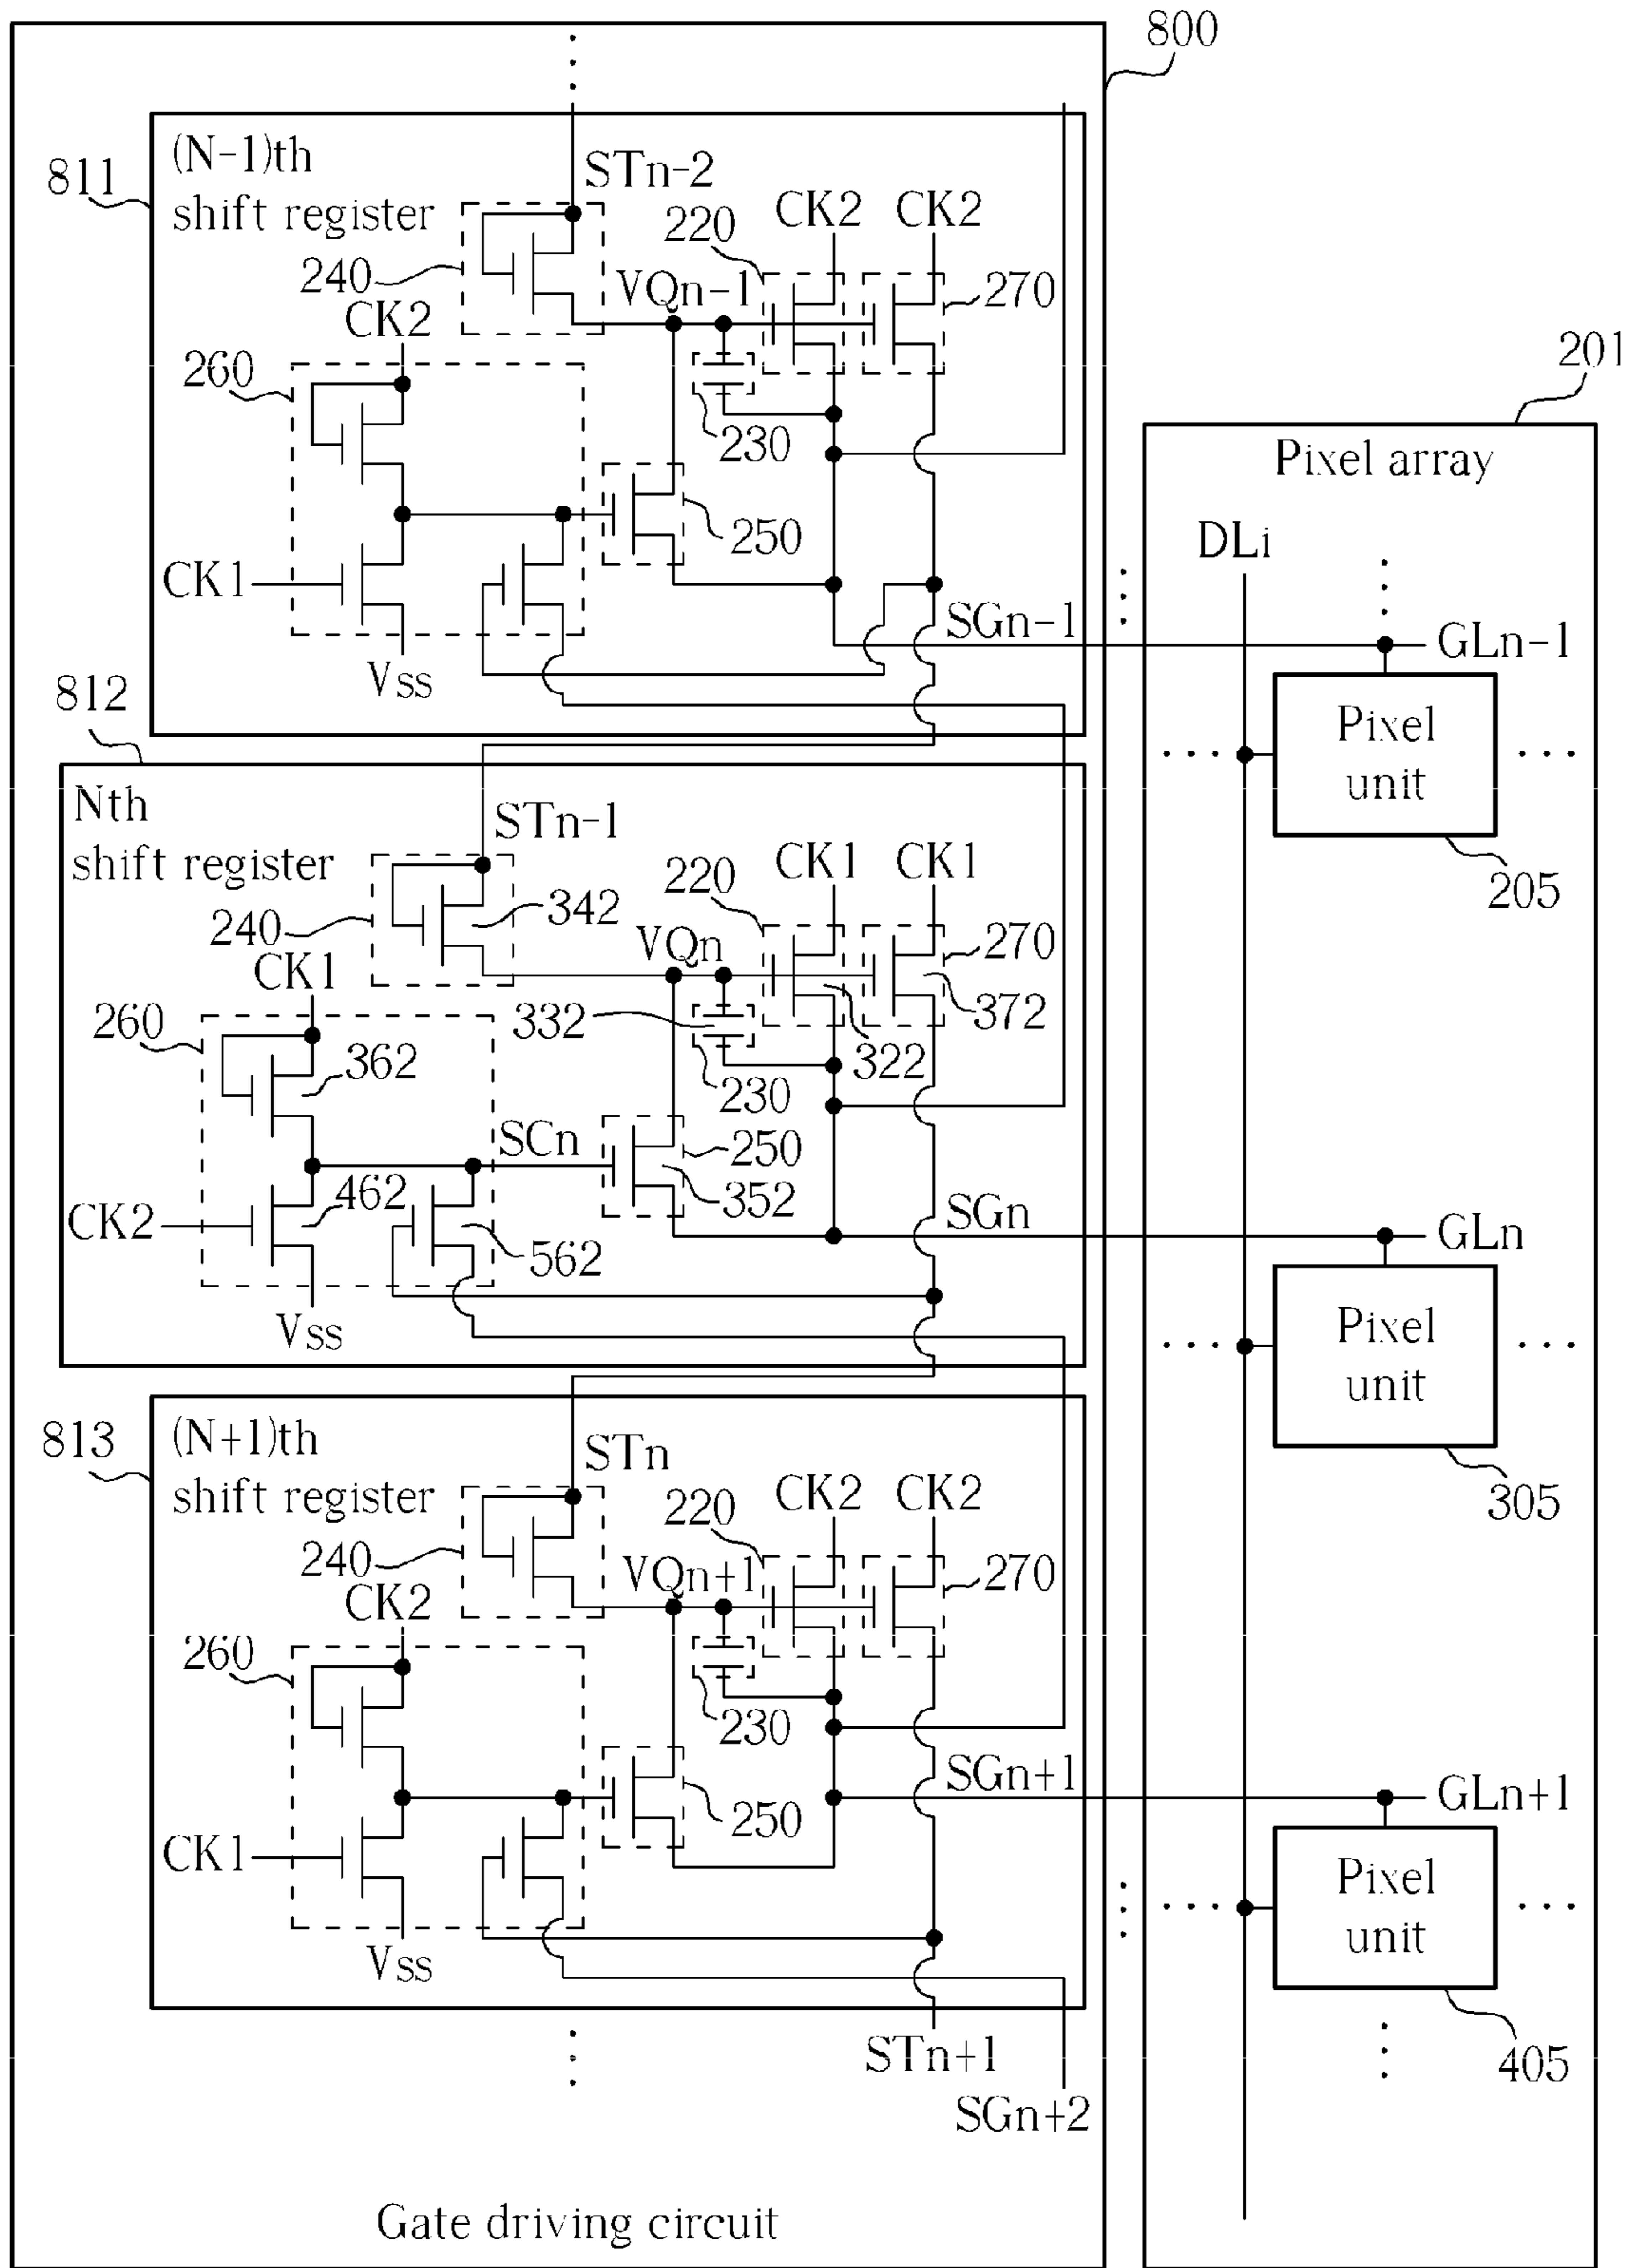 800
811
(N-1)th
shift register
STn-2
240
220
CK2
CK2
VQn-1
270
CK2
260
230
250
CK1
SGn-1
Vss
201
Pixel array
DLi
GLn-1
Pixel
unit
205
812
Nth
shift register
STn-1
240
342
220
CK1
CK1
VQn
270
CK1
260
332
372
322
362
230
SCn
250
352
462
CK2
562
SGn
Vss
GLn
Pixel
unit
305
813
(N+1)th
shift register
STn
240
220
CK2
CK2
VQn+1
270
CK2
260
230
SGn+1
250
CK1
Vss
GLn+1
Pixel
unit
405
STn+1
SGn+2
Gate driving circuit